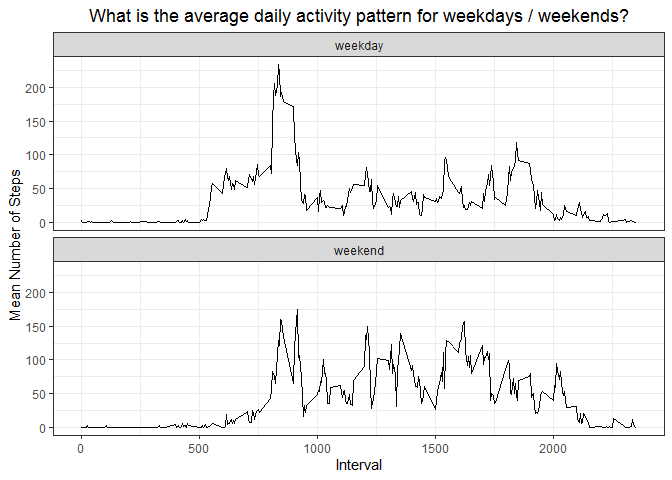 What is the average daily activity pattern for weekdays / weekends?
weekday
200
150
100
50
0
weekend
200
150
100
50
0
Mean Number of Steps
0 500 1000 1500 2000
Interval